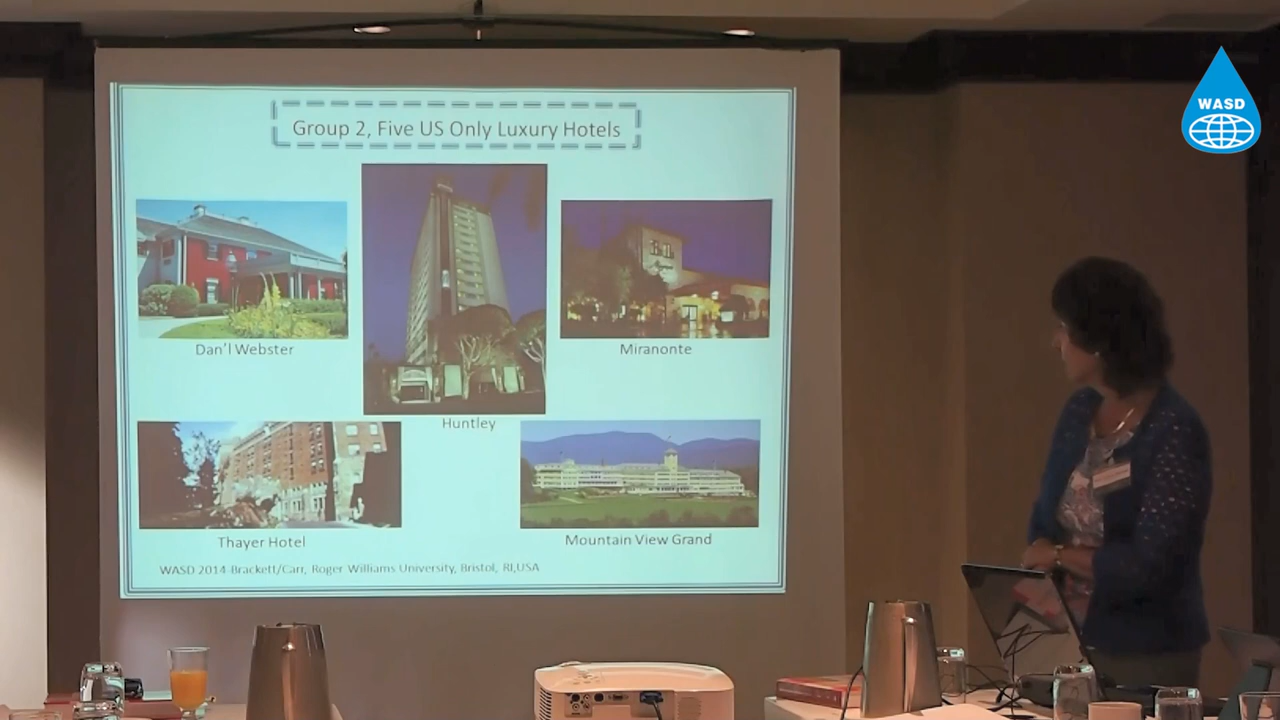 WASD
Group 2, Five US Only Luxury Hotels
Dan'l Webster
Huntley
Miranonte
Thayer Hotel
Mountain View Grand
WASD 2014-Brackett/Carr, Roger Williams University, Bristol, RI,USA